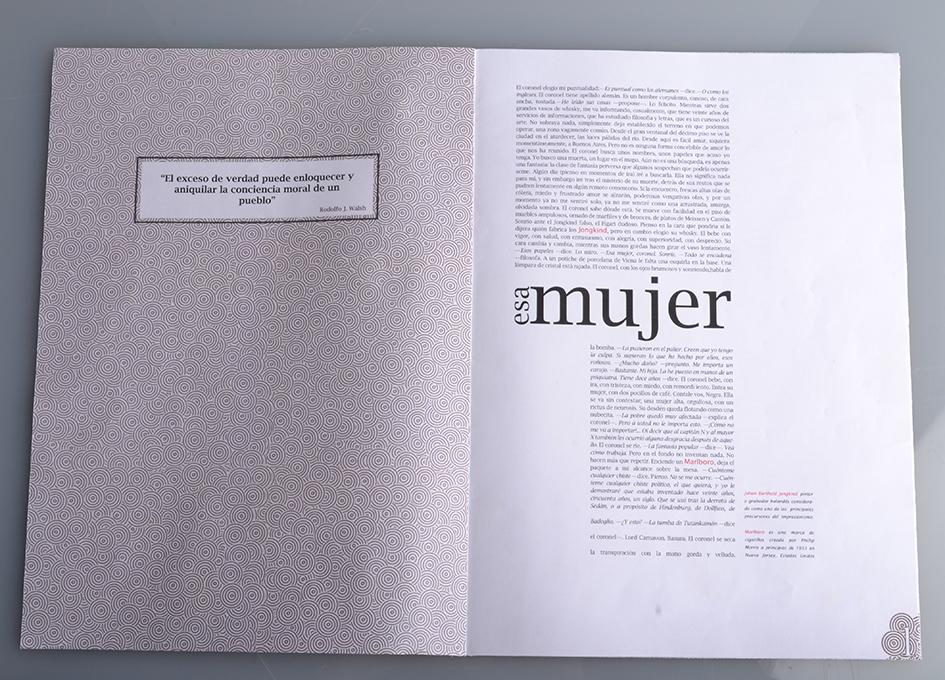 “El exceso de verdad puede enloquecer y
aniquilar la conciencia moral de un
pueblo”
Rodolfo J. Walsh
El coronel elogia mi puntualidad:— Es puntual como los alemanes —dice.— O como los
ingleses. El coronel tiene apellido alemán. Es un hombre corpulento, canoso, de cara
ancha, tostada.—He leído sus cosas —propone—. Lo felicito Mientras sirve dos
grandes vasos de whisky, me va informando, casualmente, que tiene veinte años de
servicios de informaciones, que ha estudiado filosofía y letras, que es un curioso del
arte. No subraya nada, simplemente deja establecido el terreno en que podemos
operar, una zona vagamente común. Desde el gran ventanal del décimo piso se ve la
ciudad en el atardecer, las luces pálidas del río. Desde aquí es fácil amar, siquiera
momentáneamente, a Buenos Aires. Pero no es ninguna forma concebible de amor lo
que nos ha reunido. El coronel busca unos nombres, unos papeles que acaso yo
tenga. Yo busco una muerta, un lugar en el mapa. Aún no es una búsqueda, es apenas
una fantasía: la clase de fantasía perversa que algunos sospechan que podría ocurrír-
seme. Algún día (pienso en momentos de ira) iré a buscarla. Ella no significa nada
para mí, y sin embargo iré tras el misterio de su muerte, detrás de sus restos que se
pudren lentamente en algún remoto cementerio. Si la encuentro, frescas altas olas de
cólera, miedo y frustrado amor se alzarán, poderosas vengativas olas, y por un
momento ya no me sentiré solo, ya no me sentiré como una arrastrada, amarga,
olvidada sombra. El coronel sabe dónde está. Se mueve con facilidad en el piso de
muebles ampulosos, ornado de marfiles y de bronces, de platos de Meissen y Cantón.
Sonrío ante el Jongkind falso, el Fígari dudoso. Pienso en la cara que pondría si le
dijera quién fabrica los Jongkind, pero en cambio elogio su whisky. El bebe con
vigor, con salud, con entusiasmo, con alegría, con superioridad, con desprecio. Su
cara cambia y cambia, mientras sus manos gordas hacen girar el vaso lentamente.
—Esos papeles —dice. Lo miro. —Esa mujer, coronel. Sonríe. —Todo se encadena
—filosofa. A un potiche de porcelana de Viena le falta una esquirla en la base. Una
lámpara de cristal está rajada. El coronel, con los ojos brumosos y sonriendo,habla de
esa mujer
la bomba. —La pusieron en el palier. Creen que yo tengo
la culpa. Si supieran lo que he hecho por ellos, esos
roñosos. —¿Mucho daño? —pregunto. Me importa un
carajo. —Bastante. Mi hija. La he puesto en manos de un
psiquiatra. Tiene doce años —dice. El coronel bebe, con
ira, con tristeza, con miedo, con remordimiento. Entra su
mujer, con dos pocillos de café. Contale vos, Negra. Ella
se va sin contestar; una mujer alta, orgullosa, con un
rictus de neurosis. Su desdén queda flotando como una
nubecita. —La pobre quedó muy afectada —explica el
coronel—. Pero a usted no le importa esto. —¡Cómo no
me va a importar!... Oí decir que al capitán N y al mayor
X también les ocurrió alguna desgracia después de aque-
llo. El coronel se ríe. —La fantasía popular —dice—. Vea
cómo trabaja. Pero en el fondo no inventan nada. No
hacen más que repetir. Enciende un Marlboro, deja el
paquete a mi alcance sobre la mesa. —Cuénteme
cualquier chiste —dice. Pienso. No se me ocurre. —Cuén-
teme cualquier chiste político, el que quiera, y yo le
demostraré que estaba inventado hace veinte años,
cincuenta años, un siglo. Que se usó tras la derrota de
Sedán, o a propósito de Hindenburg, de Dollfuss, de
Badoglio. —¿Y esto? —La tumba de Tutankamón —dice
el coronel—. Lord Carnavon. Basura. El coronel se seca
la transpiración con la mano gorda y velluda.
Johan Barthold Jongkind pintor
y grabador holandés considera-
do como uno de los principales
precursores del impresionismo.
Marlboro es una marca de
cigarrillos creada por Philip
Morris a principios de 1953 en
Nueva Jersey, Estados Unidos
1